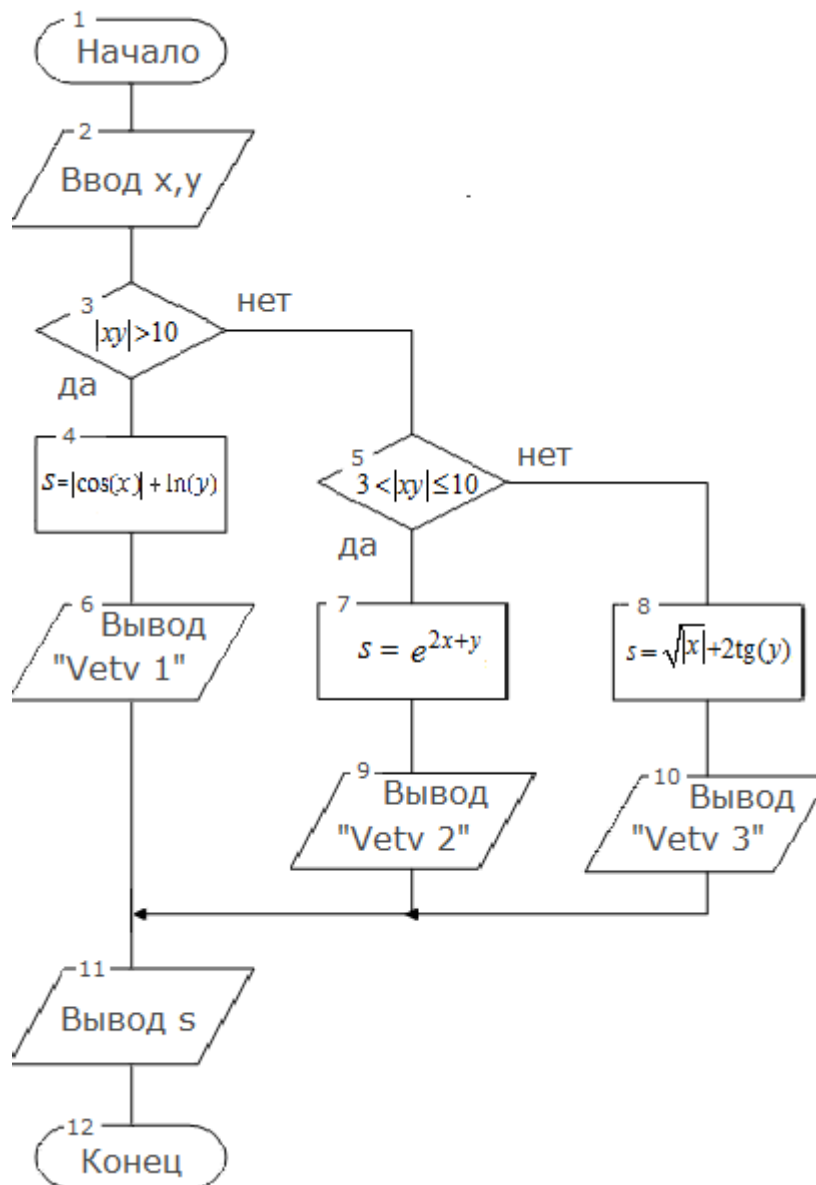 1
Начало
2
Ввод x,y
3
|xy|>10
нет
да
4
s=|cos(x)|+ln(y)
5
3<|xy|≤10
нет
да
6
Вывод
"Vetv 1"
7
s = e^{2x+y}
8
s=√|x|+2tg(y)
9
Вывод
"Vetv 2"
10
Вывод
"Vetv 3"
11
Вывод s
12
Конец